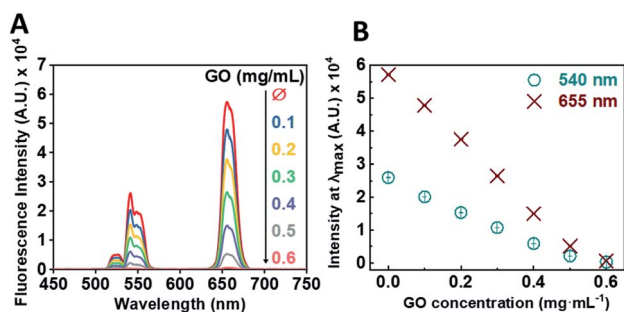 A
Fluorescence Intensity (A.U.) x 10⁴
7
6
5
4
3
2
1
0
GO (mg/mL)
Ø
0.1
0.2
0.3
0.4
0.5
0.6
450 500 550 600 650 700 750
Wavelength (nm)
B
Intensity at λmax (A.U.) x 10⁴
6
5
4
3
2
1
0
540 nm
655 nm
0.0 0.2 0.4 0.6
GO concentration (mg·mL⁻¹)